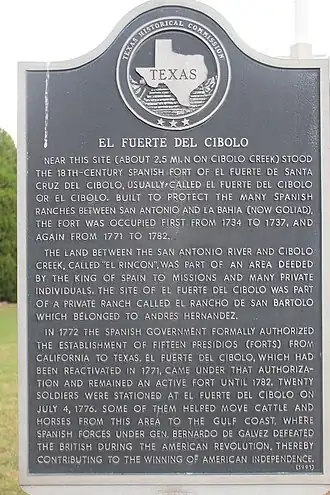 TEXAS HISTORICAL COMMISSION
TEXAS
EL FUERTE DEL CIBOLO
NEAR THIS SITE (ABOUT 2.5 MI. N ON CIBOLO CREEK) STOOD
THE 18TH-CENTURY SPANISH FORT OF EL FUERTE DE SANTA
CRUZ DEL CIBOLO, USUALLY CALLED EL FUERTE DEL CIBOLO
OR EL CIBOLO. BUILT TO PROTECT THE MANY SPANISH
RANCHES BETWEEN SAN ANTONIO AND LA BAHIA (NOW GOLIAD),
THE FORT WAS OCCUPIED FIRST FROM 1734 TO 1737, AND
AGAIN FROM 1771 TO 1782.
THE LAND BETWEEN THE SAN ANTONIO RIVER AND CIBOLO
CREEK, CALLED "EL RINCON", WAS PART OF AN AREA DEEDED
BY THE KING OF SPAIN TO MISSIONS AND MANY PRIVATE
INDIVIDUALS. THE SITE OF EL FUERTE DEL CIBOLO WAS PART
OF A PRIVATE RANCH CALLED EL RANCHO DE SAN BARTOLO
WHICH BELONGED TO ANDRES HERNANDEZ.
IN 1772 THE SPANISH GOVERNMENT FORMALLY AUTHORIZED
THE ESTABLISHMENT OF FIFTEEN PRESIDIOS (FORTS) FROM
CALIFORNIA TO TEXAS. EL FUERTE DEL CIBOLO, WHICH HAD
BEEN REACTIVATED IN 1771, CAME UNDER THAT AUTHORIZA-
TION AND REMAINED AN ACTIVE FORT UNTIL 1782. TWENTY
SOLDIERS WERE STATIONED AT EL FUERTE DEL CIBOLO ON
JULY 4, 1776. SOME OF THEM HELPED MOVE CATTLE AND
HORSES FROM THIS AREA TO THE GULF COAST, WHERE
SPANISH FORCES UNDER GEN. BERNARDO DE GALVEZ DEFEATED
THE BRITISH DURING THE AMERICAN REVOLUTION, THEREBY
CONTRIBUTING TO THE WINNING OF AMERICAN INDEPENDENCE.